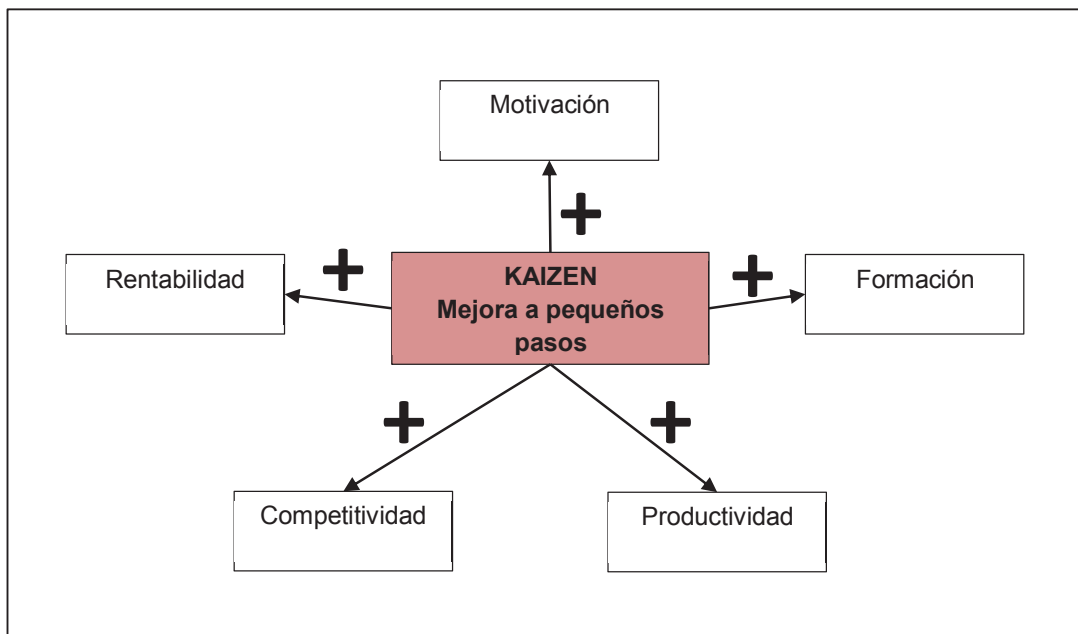 Motivación
Rentabilidad
KAIZEN
Mejora a pequeños
pasos
Formación
Competitividad
Productividad